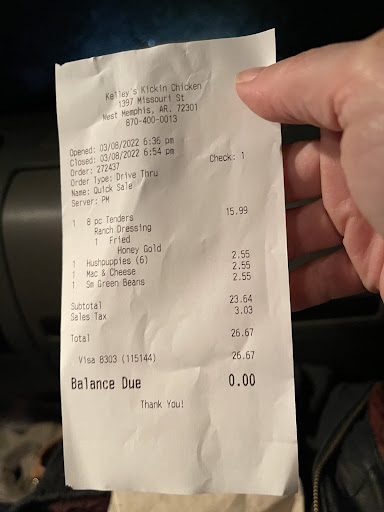 Kelley's Kickin Chicken
1397 Missouri St
West Memphis, AR. 72301
870-400-0013
Opened: 03/08/2022 6:36 pm
Closed: 03/08/2022 6:54 pm
Order: 272437 Check: 1
Order Type: Drive Thru
Name: Quick Sale
Server: PM
1 8 pc Tenders 15.99
Ranch Dressing
1 Fried
Honey Gold
1 Hushpuppies (6) 2.55
1 Mac & Cheese 2.55
1 Sm Green Beans 2.55
Subtotal 23.64
Sales Tax 3.03
Total 26.67
Visa 8303 (115144) 26.67
Balance Due 0.00
Thank You!